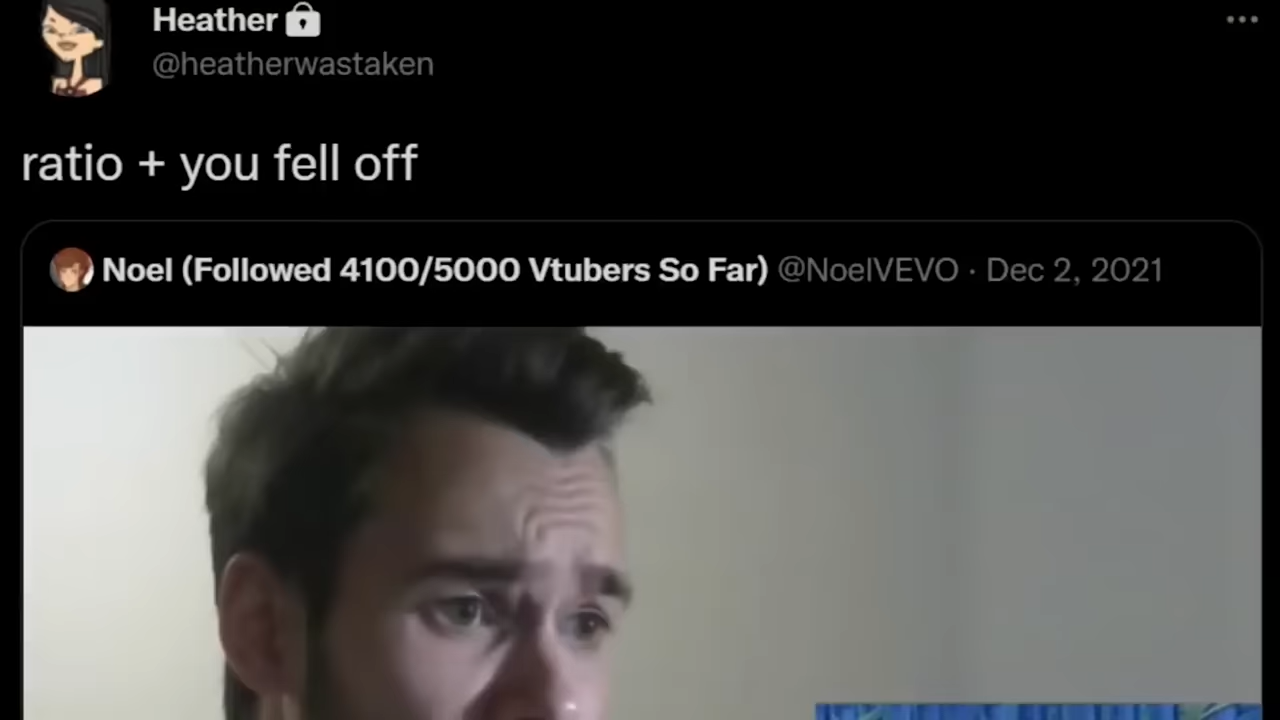 Heather
@heatherwastaken
ratio + you fell off
Noel (Followed 4100/5000 Vtubers So Far) @NoelVEVO · Dec 2, 2021